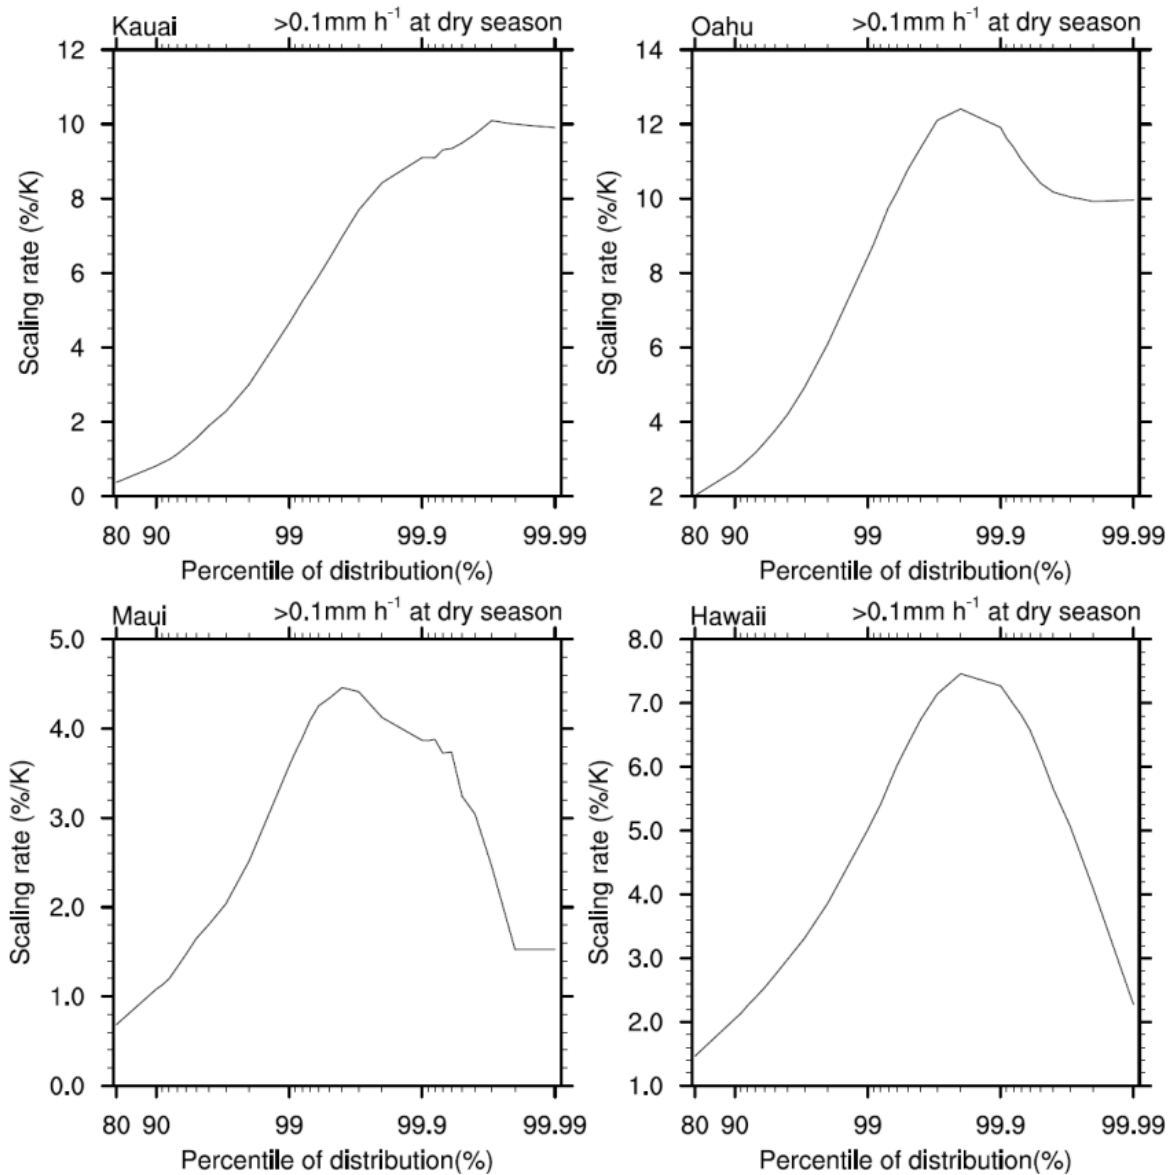 Kauai >0.1mm h⁻¹ at dry season
12
10
8
6
4
2
0
Scaling rate (%/K)
80 90 99 99.9 99.99
Percentile of distribution(%)
Oahu >0.1mm h⁻¹ at dry season
14
12
10
8
6
4
2
Scaling rate (%/K)
80 90 99 99.9 99.99
Percentile of distribution(%)
Maui >0.1mm h⁻¹ at dry season
5.0
4.0
3.0
2.0
1.0
0.0
Scaling rate (%/K)
80 90 99 99.9 99.99
Percentile of distribution(%)
Hawaii >0.1mm h⁻¹ at dry season
8.0
7.0
6.0
5.0
4.0
3.0
2.0
1.0
Scaling rate (%/K)
80 90 99 99.9 99.99
Percentile of distribution(%)